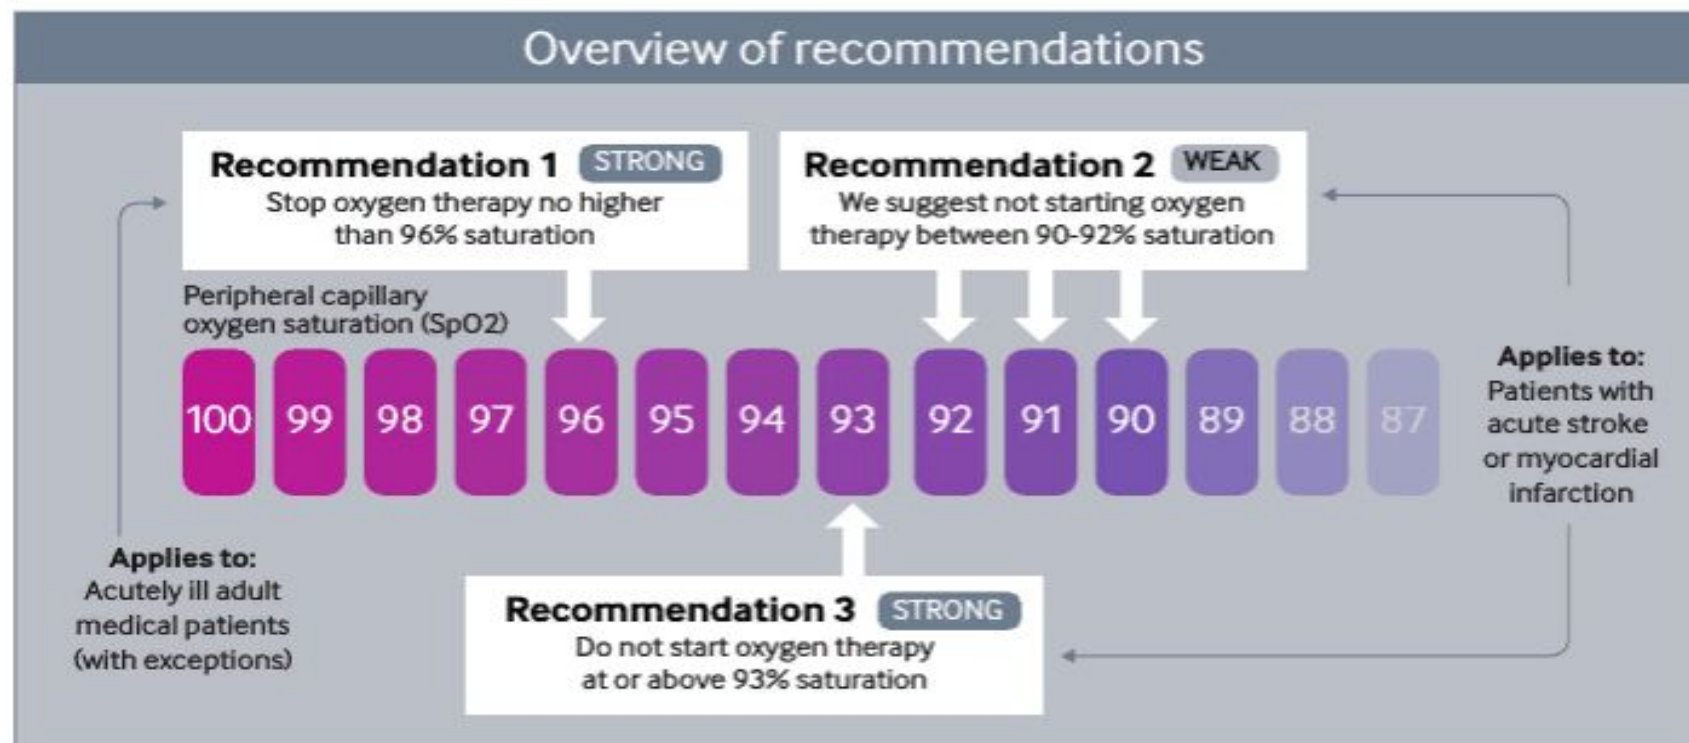 Overview of recommendations
Recommendation 1 STRONG
Stop oxygen therapy no higher
than 96% saturation
Recommendation 2 WEAK
We suggest not starting oxygen
therapy between 90-92% saturation
Peripheral capillary
oxygen saturation (SpO2)
100 99 98 97 96 95 94 93 92 91 90 89 88 87
Applies to:
Patients with
acute stroke
or myocardial
infarction
Applies to:
Acutely ill adult
medical patients
(with exceptions)
Recommendation 3 STRONG
Do not start oxygen therapy
at or above 93% saturation